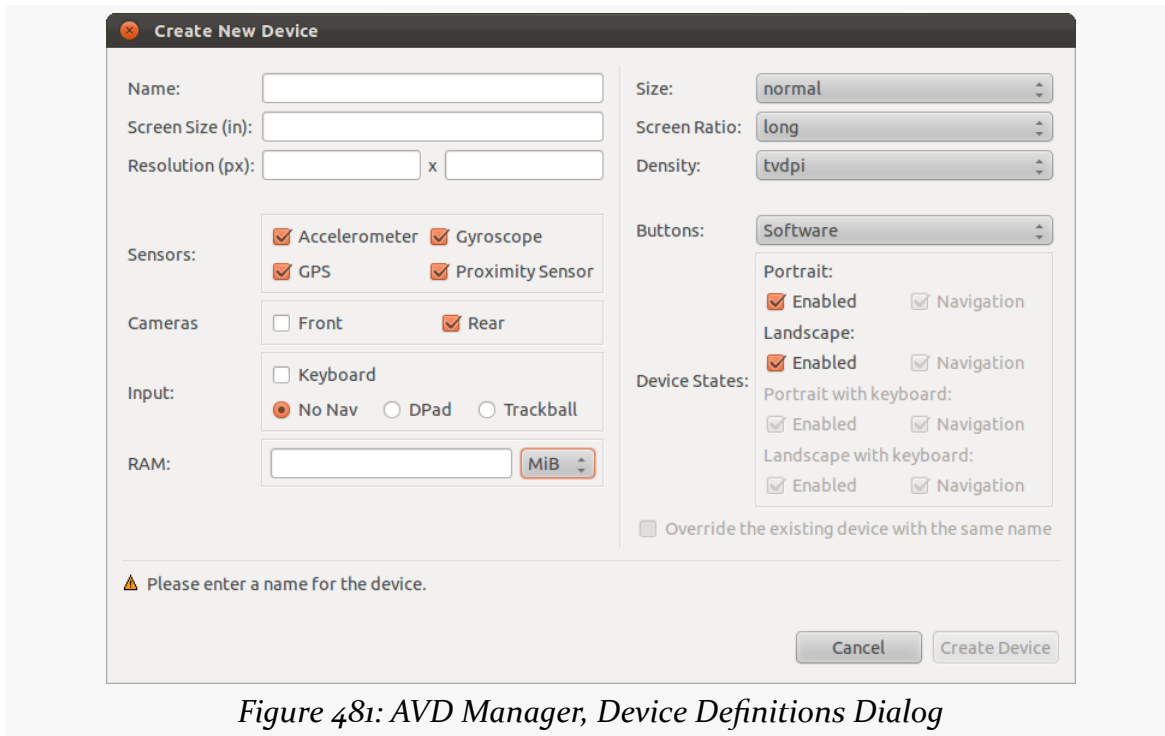 Create New Device
Name:
Screen Size (in):
Resolution (px): x
Sensors:
Accelerometer Gyroscope
GPS Proximity Sensor
Cameras
Front Rear
Input:
Keyboard
No Nav DPad Trackball
RAM: MiB
Size: normal
Screen Ratio: long
Density: tvdpi
Buttons: Software
Device States:
Portrait:
Enabled Navigation
Landscape:
Enabled Navigation
Portrait with keyboard:
Enabled Navigation
Landscape with keyboard:
Enabled Navigation
Override the existing device with the same name
Please enter a name for the device.
Cancel Create Device
Figure 481: AVD Manager, Device Definitions Dialog